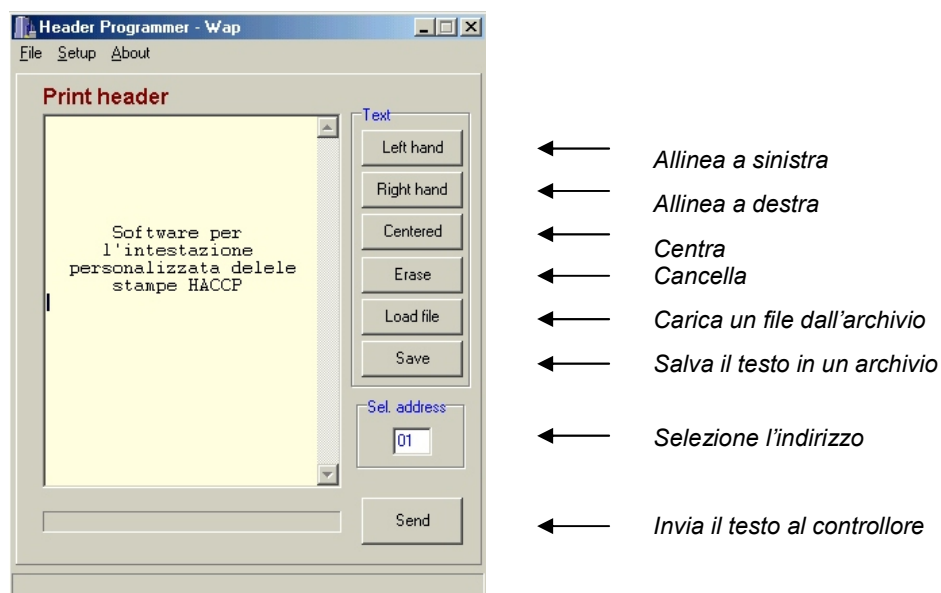 Header Programmer - Wap
File Setup About
Print header
Software per
l'intestazione
personalizzata delele
stampe HACCP
Text
Left hand
Right hand
Centered
Erase
Load file
Save
Sel. address
01
Send
Allinea a sinistra
Allinea a destra
Centra
Cancella
Carica un file dall’archivio
Salva il testo in un archivio
Selezione l’indirizzo
Invia il testo al controllore